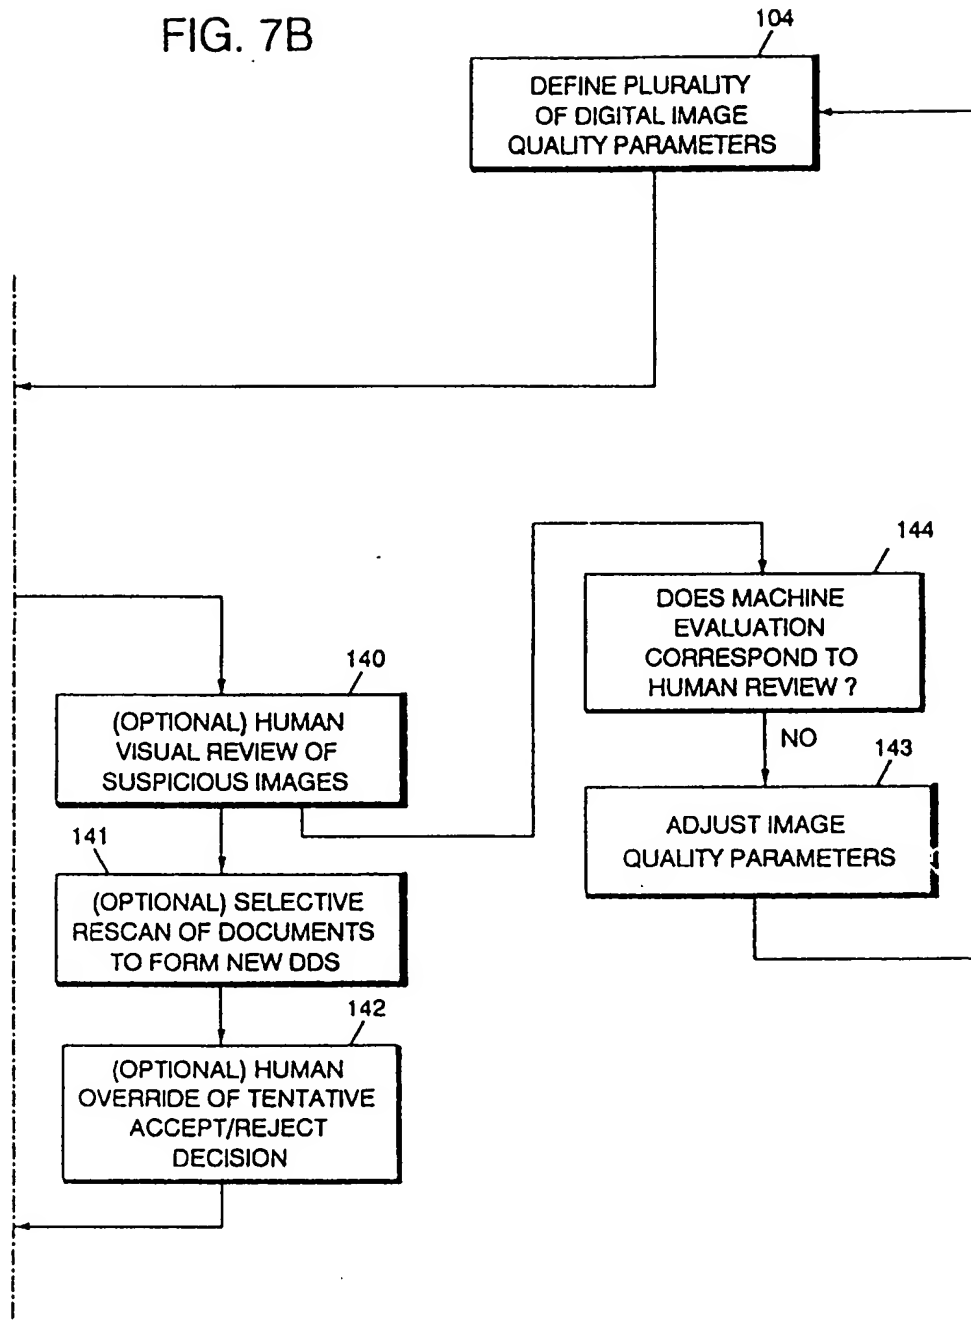 FIG. 7B
104
DEFINE PLURALITY
OF DIGITAL IMAGE
QUALITY PARAMETERS
144
DOES MACHINE
EVALUATION
CORRESPOND TO
HUMAN REVIEW ?
140
(OPTIONAL) HUMAN
VISUAL REVIEW OF
SUSPICIOUS IMAGES
NO
143
ADJUST IMAGE
QUALITY PARAMETERS
141
(OPTIONAL) SELECTIVE
RESCAN OF DOCUMENTS
TO FORM NEW DDS
142
(OPTIONAL) HUMAN
OVERRIDE OF TENTATIVE
ACCEPT/REJECT
DECISION